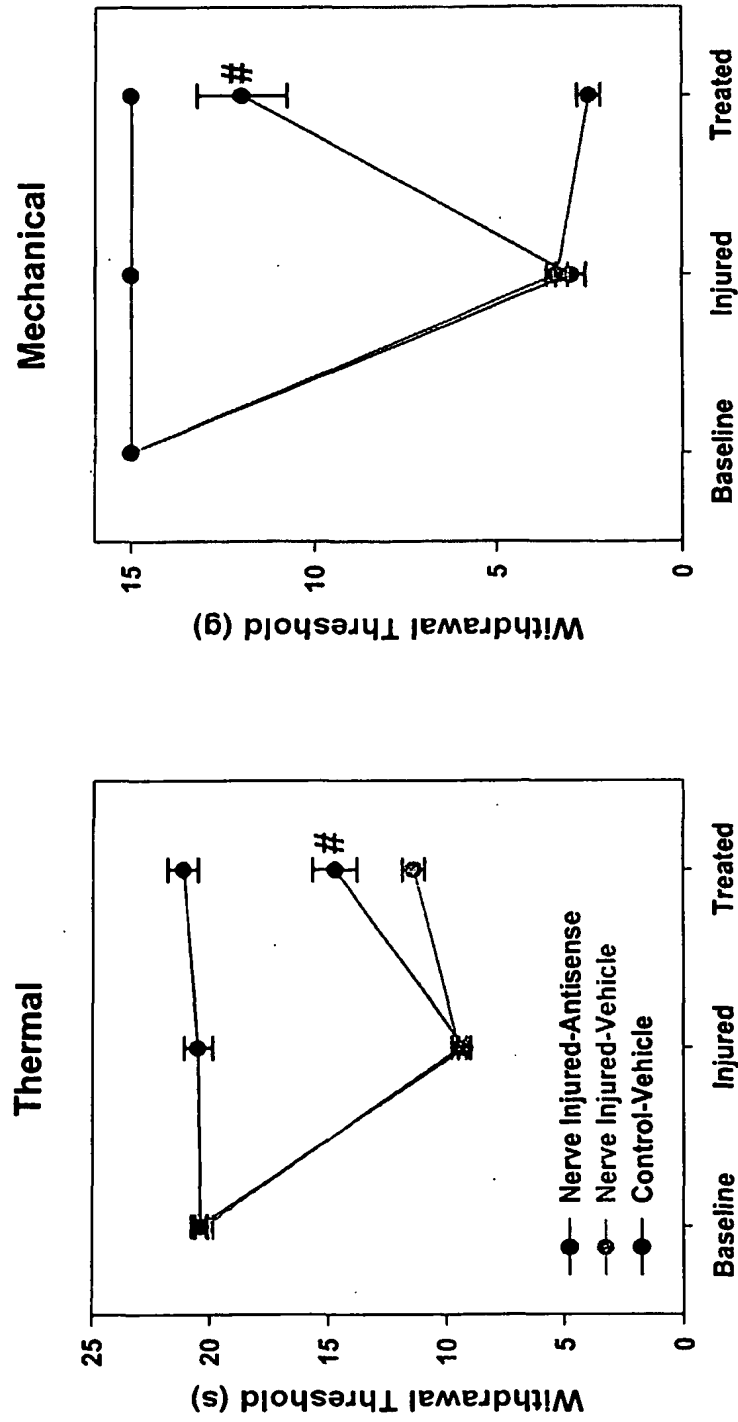 Thermal
Withdrawal Threshold (s)
25
20
15
10
5
0
#
Nerve Injured-Antisense
Nerve Injured-Vehicle
Control-Vehicle
Baseline
Injured
Treated
Mechanical
Withdrawal Threshold (g)
15
10
5
0
#
Baseline
Injured
Treated